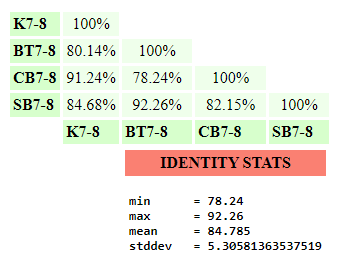 K7-8 100%
BT7-8 80.14% 100%
CB7-8 91.24% 78.24% 100%
SB7-8 84.68% 92.26% 82.15% 100%
K7-8 BT7-8 CB7-8 SB7-8
IDENTITY STATS
min = 78.24
max = 92.26
mean = 84.785
stddev = 5.30581363537519